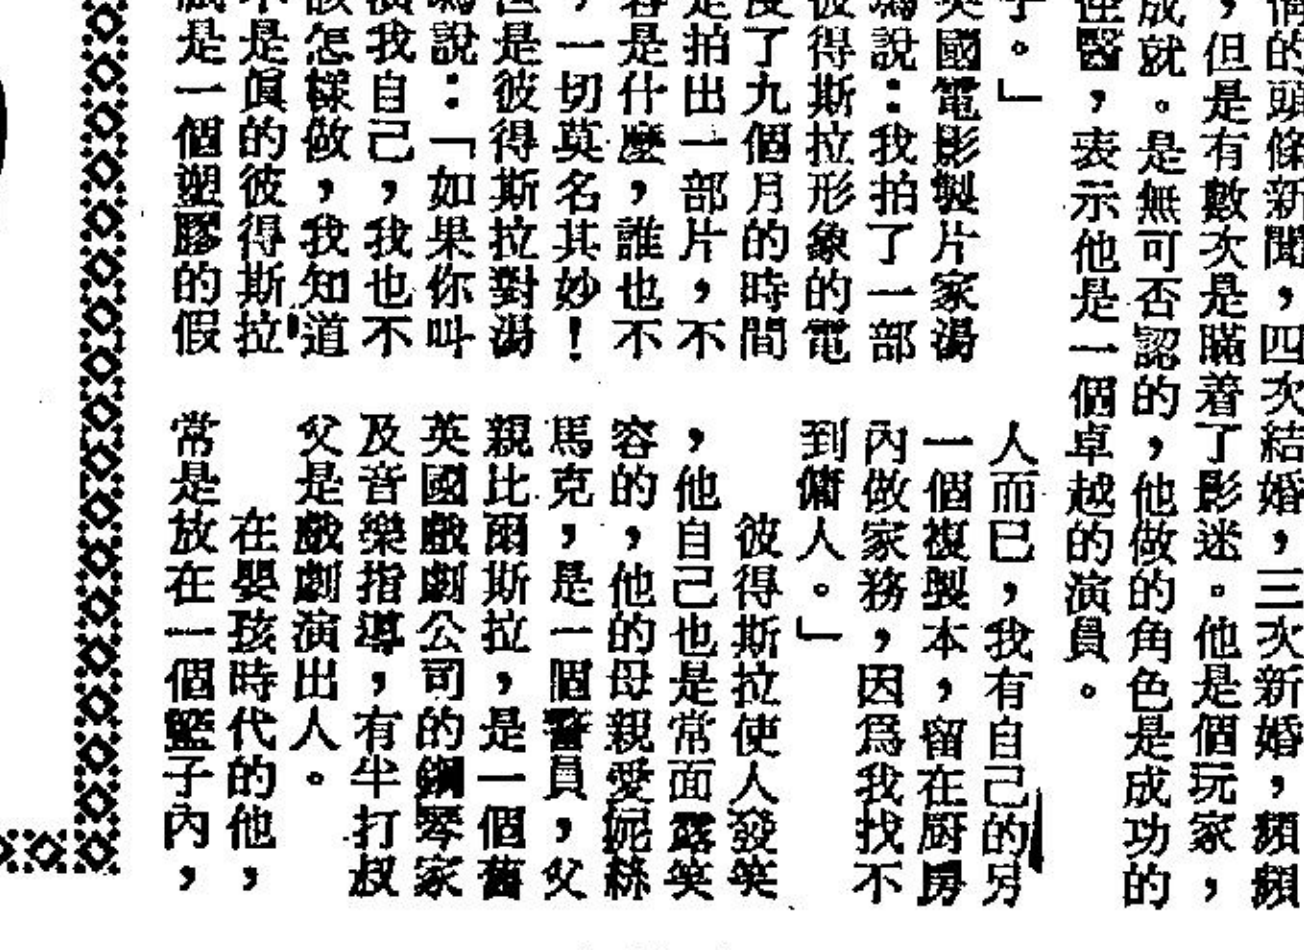 的頭條新聞，四次結婚，三次新婚，頻頻
，但是有數次是瞞着了影迷。他是個玩家，
成就。是無可否認的，他做的角色是成功的
醫，表示他是一個卓越的演員。
子。」
英國電影製片家湯
說：我拍了一部
彼得斯拉形象的電
度了九個月的時間
是拍出一部片，不
容是什麼，誰也不
，一切莫名其妙！
但是彼得斯拉對湯
說：「如果你叫
演我自己，我也不
該怎樣做，我知道
不是眞的彼得斯拉
是一個塑膠的假
人而已，我有自己的另
一個複製本，留在厨房
內做家務，因爲我找不
到傭人。」
彼得斯拉使人發笑
，他自己也是常面露笑
容的，他的母親愛妮絲
馬克，是一個警員，父
親比爾斯拉，是一個舊
英國戲劇公司的鋼琴家
及音樂指導，有半打叔
父是戲劇演出人。
在嬰孩時代的他，
常是放在一個籃子內，